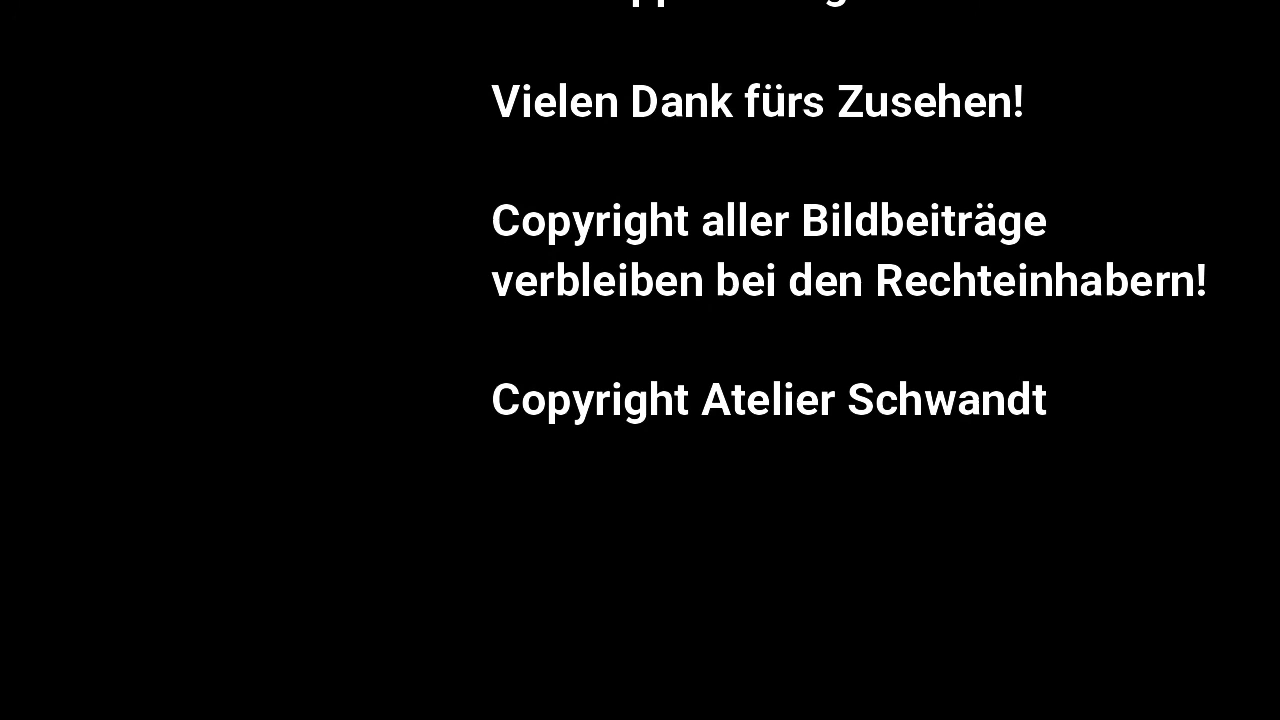 Vielen Dank fürs Zusehen!
Copyright aller Bildbeiträge
verbleiben bei den Rechteinhabern!
Copyright Atelier Schwandt